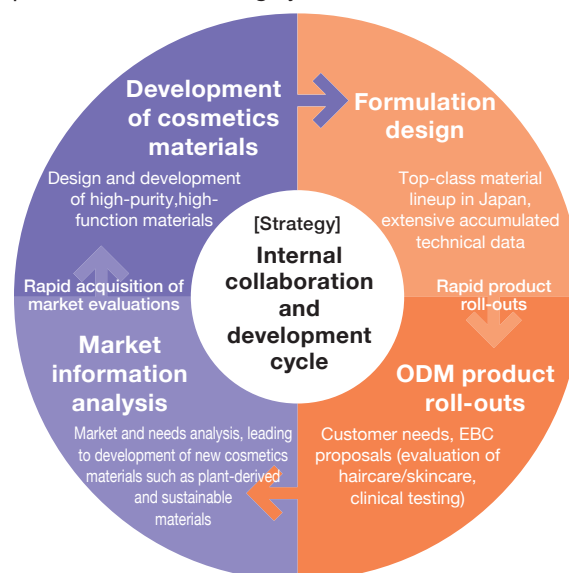 Development
of cosmetics
materials
Design and development
of high-purity,high-
function materials
Formulation
design
Top-class material
lineup in Japan,
extensive accumulated
technical data
[Strategy]
Internal
collaboration
and
development
cycle
Rapid acquisition of
market evaluations
Rapid product
roll-outs
Market
information
analysis
Market and needs analysis, leading
to development of new cosmetics
materials such as plant-derived
and sustainable
materials
ODM product
roll-outs
Customer needs, EBC
proposals (evaluation of
haircare/skincare,
clinical testing)